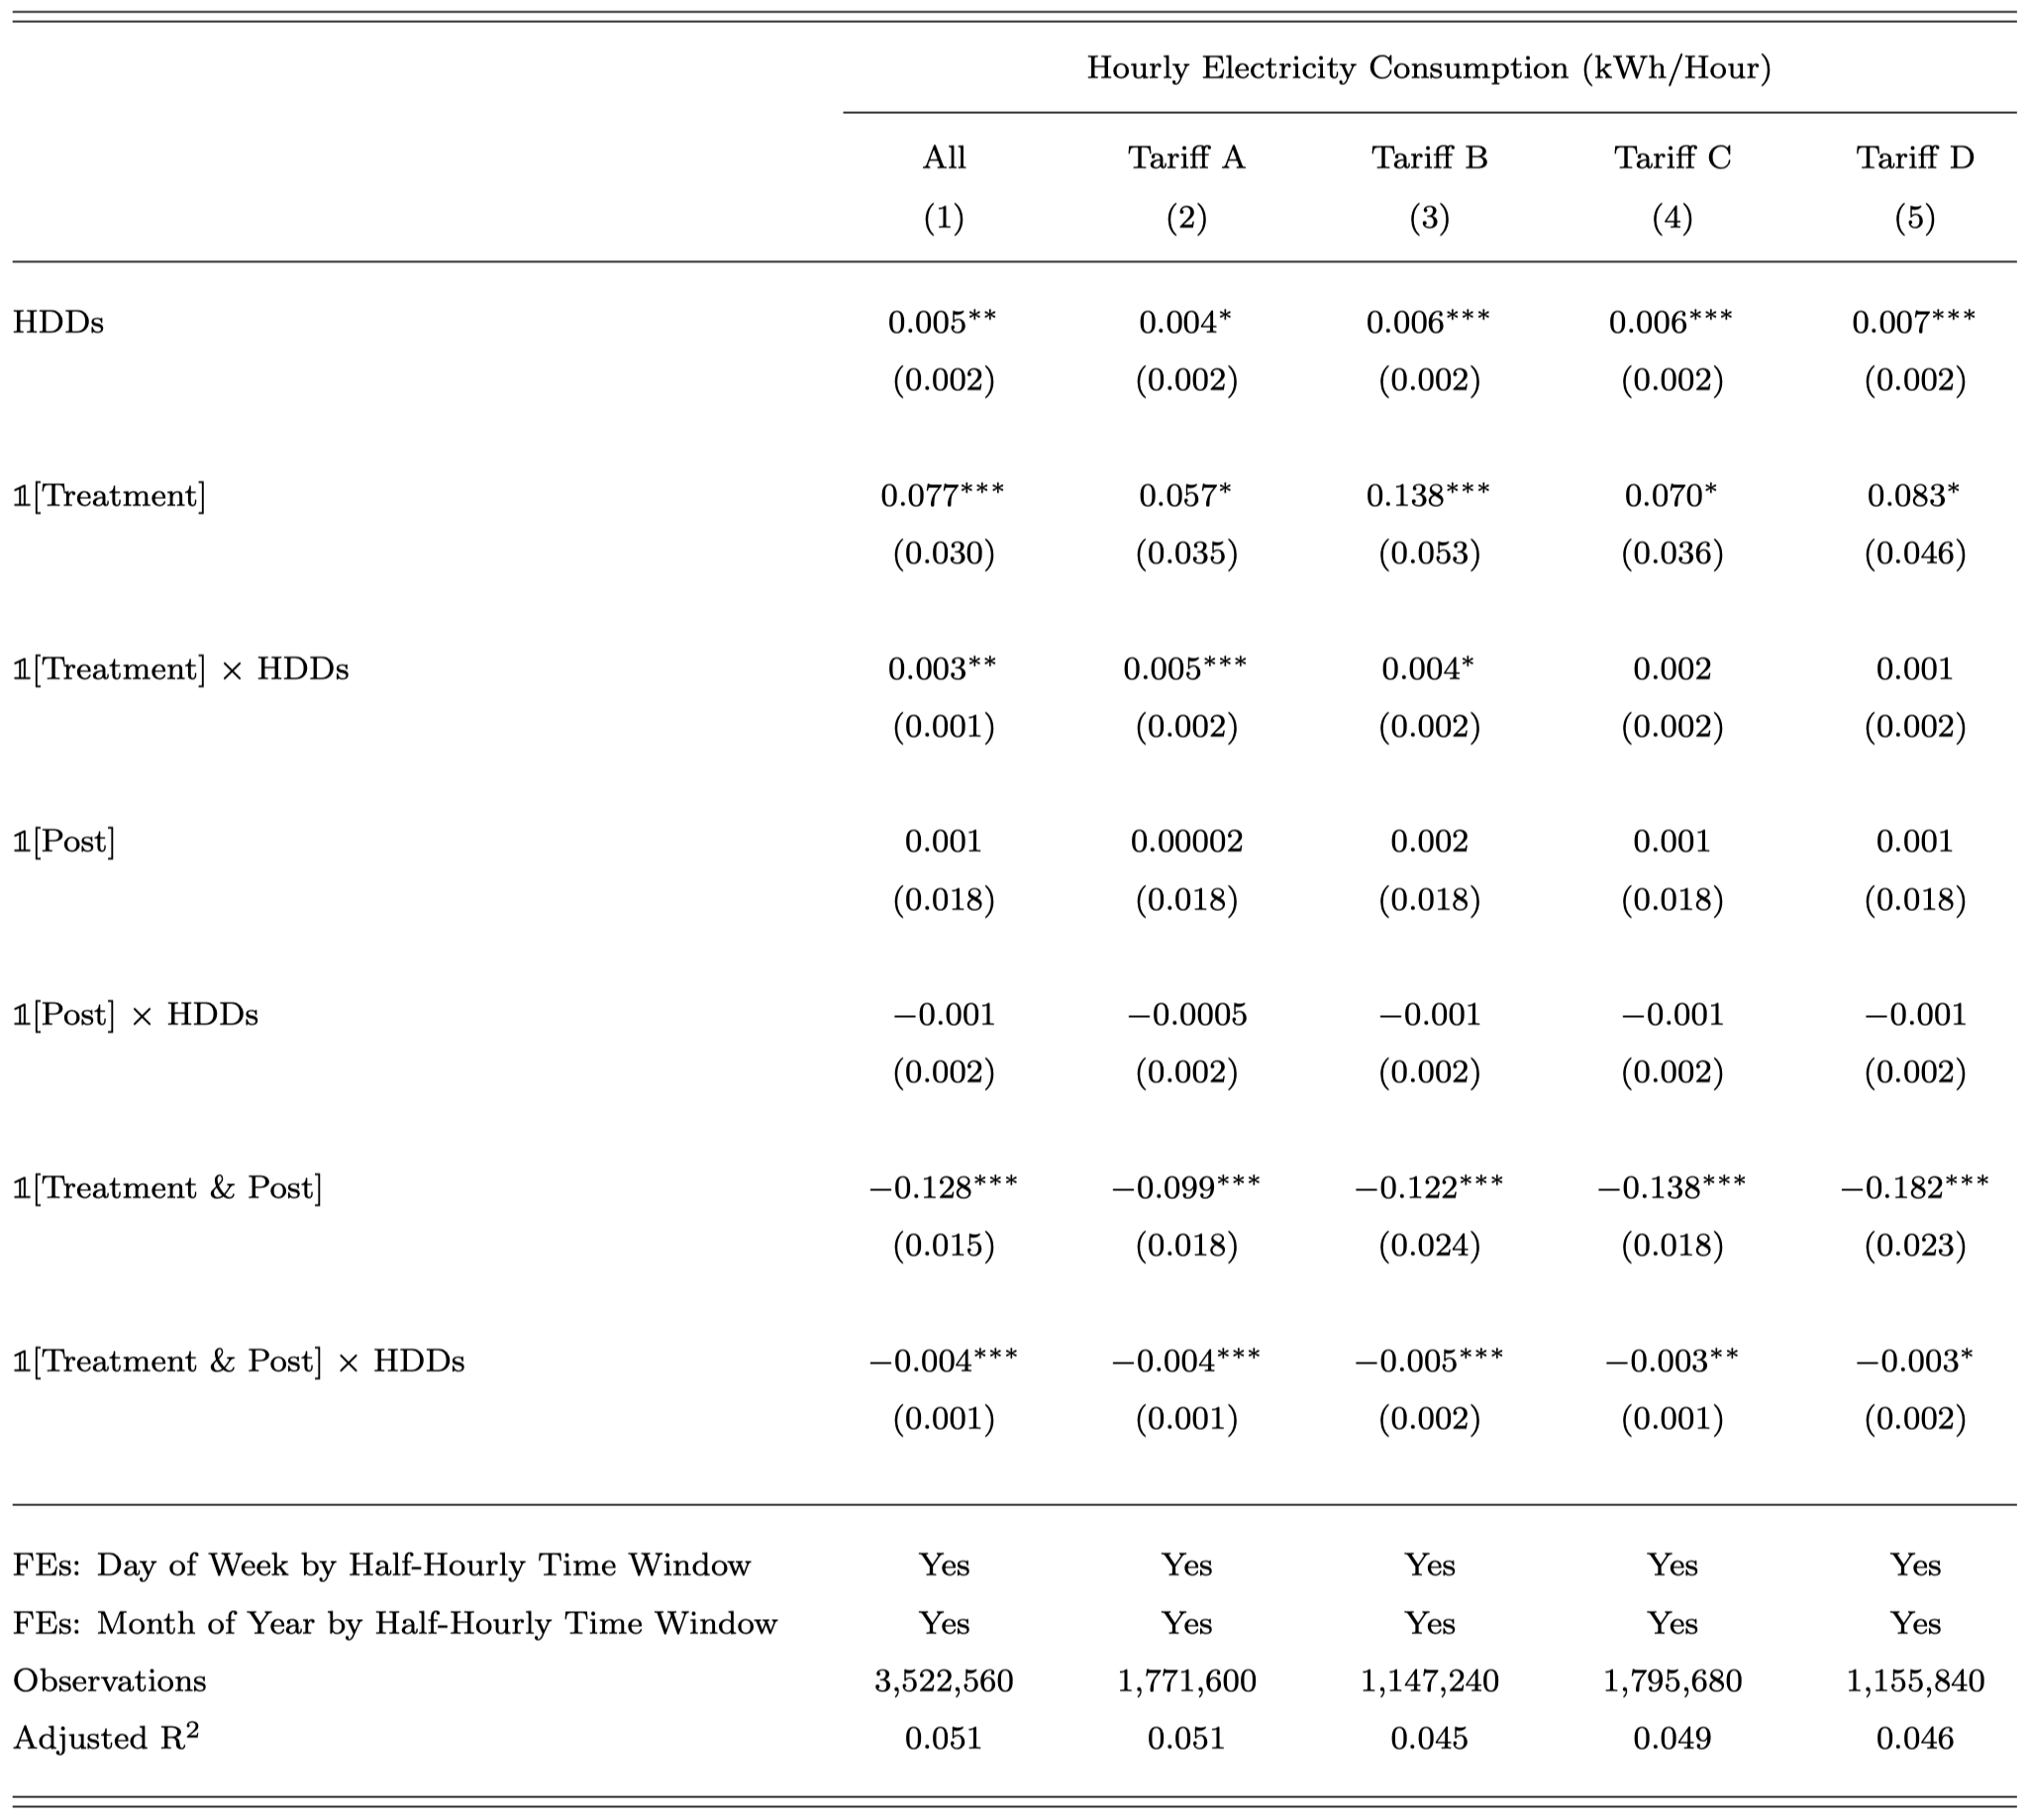 Hourly Electricity Consumption (kWh/Hour)
All Tariff A Tariff B Tariff C Tariff D
(1) (2) (3) (4) (5)
HDDs 0.005** 0.004* 0.006*** 0.006*** 0.007***
(0.002) (0.002) (0.002) (0.002) (0.002)
𝟙[Treatment] 0.077*** 0.057* 0.138*** 0.070* 0.083*
(0.030) (0.035) (0.053) (0.036) (0.046)
𝟙[Treatment] × HDDs 0.003** 0.005*** 0.004* 0.002 0.001
(0.001) (0.002) (0.002) (0.002) (0.002)
𝟙[Post] 0.001 0.00002 0.002 0.001 0.001
(0.018) (0.018) (0.018) (0.018) (0.018)
𝟙[Post] × HDDs −0.001 −0.0005 −0.001 −0.001 −0.001
(0.002) (0.002) (0.002) (0.002) (0.002)
𝟙[Treatment & Post] −0.128*** −0.099*** −0.122*** −0.138*** −0.182***
(0.015) (0.018) (0.024) (0.018) (0.023)
𝟙[Treatment & Post] × HDDs −0.004*** −0.004*** −0.005*** −0.003** −0.003*
(0.001) (0.001) (0.002) (0.001) (0.002)
FEs: Day of Week by Half-Hourly Time Window Yes Yes Yes Yes Yes
FEs: Month of Year by Half-Hourly Time Window Yes Yes Yes Yes Yes
Observations 3,522,560 1,771,600 1,147,240 1,795,680 1,155,840
Adjusted R² 0.051 0.051 0.045 0.049 0.046